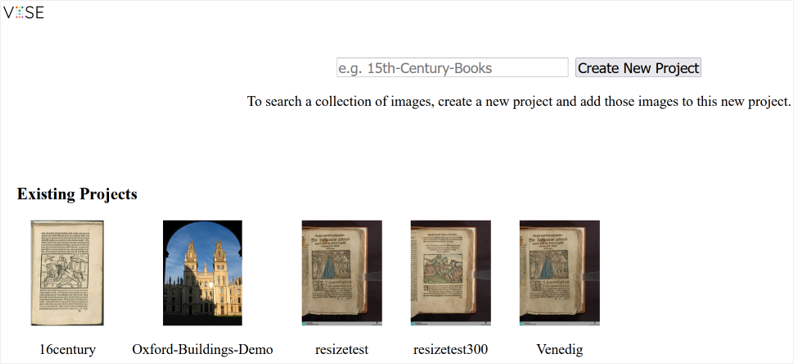 VISE
e.g. 15th-Century-Books Create New Project
To search a collection of images, create a new project and add those images to this new project.
Existing Projects
16century Oxford-Buildings-Demo resizetest resizetest300 Venedig